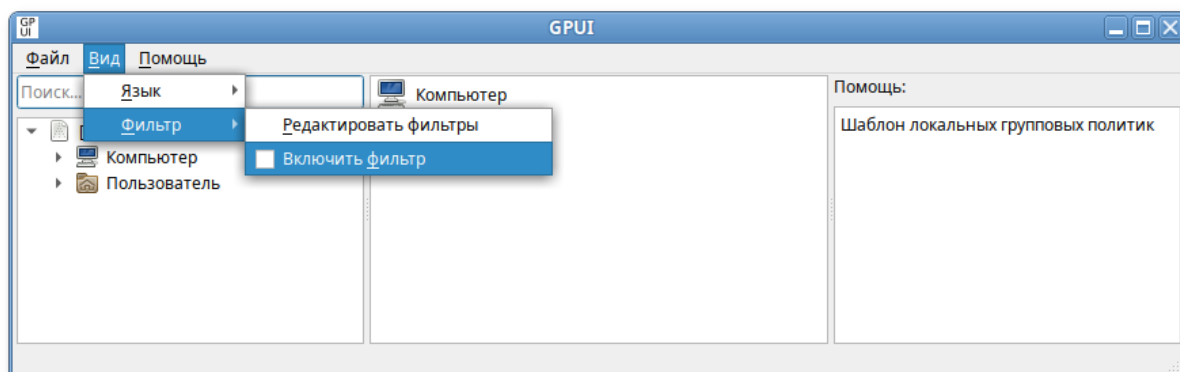 GP
UI
GPUI
Файл Вид Помощь
Поиск...
Язык
Фильтр
Редактировать фильтры
Включить фильтр
Компьютер
Пользователь
Компьютер
Помощь:
Шаблон локальных групповых политик